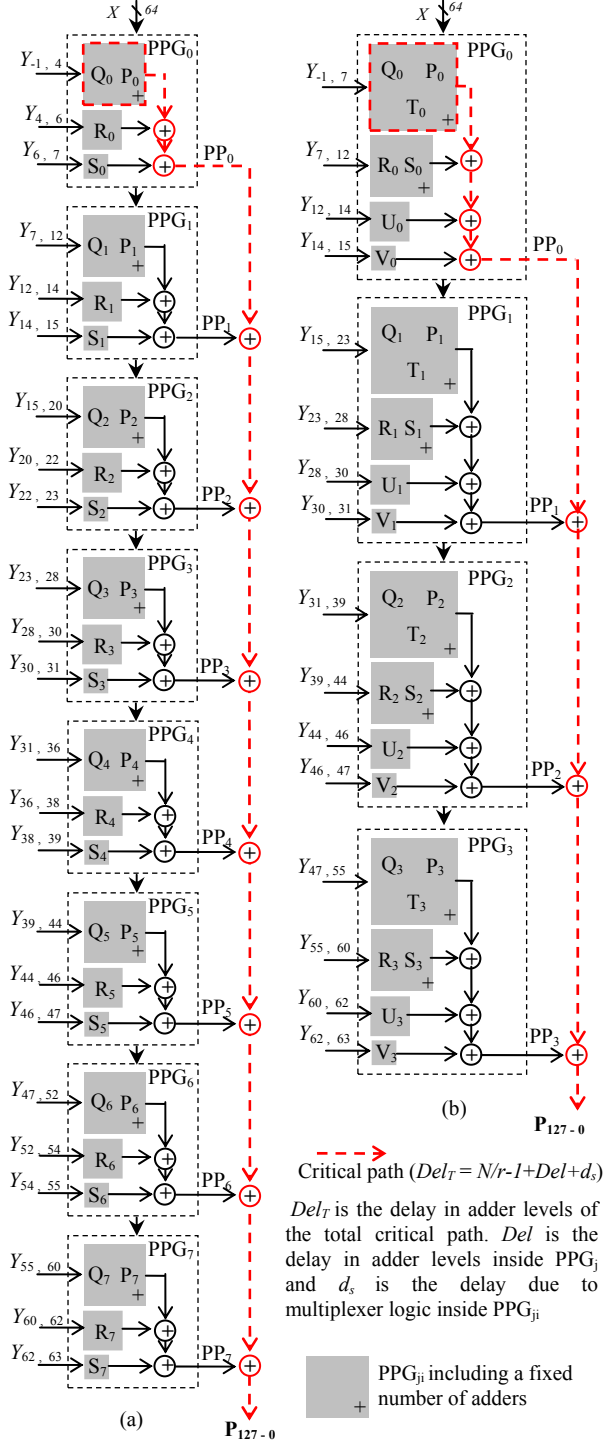 X 64
PPG0
Y-1, 4
Q0 P0
+
Y4, 6
R0
+
Y6, 7
S0
+
PP0
PPG1
Y7, 12
Q1 P1
+
Y12, 14
R1
+
Y14, 15
S1
+
PP1
+
PPG2
Y15, 20
Q2 P2
+
Y20, 22
R2
+
Y22, 23
S2
+
PP2
+
PPG3
Y23, 28
Q3 P3
+
Y28, 30
R3
+
Y30, 31
S3
+
PP3
+
PPG4
Y31, 36
Q4 P4
+
Y36, 38
R4
+
Y38, 39
S4
+
PP4
+
PPG5
Y39, 44
Q5 P5
+
Y44, 46
R5
+
Y46, 47
S5
+
PP5
+
PPG6
Y47, 52
Q6 P6
+
Y52, 54
R6
+
Y54, 55
S6
+
PP6
+
PPG7
Y55, 60
Q7 P7
+
Y60, 62
R7
+
Y62, 63
S7
+
PP7
+
(a)
P127 - 0
X 64
PPG0
Y-1, 7
Q0 P0
T0
+
Y7, 12
R0 S0
+
+
Y12, 14
U0
+
Y14, 15
V0
+
PP0
PPG1
Y15, 23
Q1 P1
T1
+
Y23, 28
R1 S1
+
+
Y28, 30
U1
+
Y30, 31
V1
+
PP1
+
PPG2
Y31, 39
Q2 P2
T2
+
Y39, 44
R2 S2
+
+
Y44, 46
U2
+
Y46, 47
V2
+
PP2
+
PPG3
Y47, 55
Q3 P3
T3
+
Y55, 60
R3 S3
+
+
Y60, 62
U3
+
Y62, 63
V3
+
PP3
+
(b)
P127 - 0
Critical path (DelT = N/r-1+Del+ds)
DelT is the delay in adder levels of
the total critical path. Del is the
delay in adder levels inside PPGj
and ds is the delay due to
multiplexer logic inside PPGji
+
PPGji including a fixed
number of adders